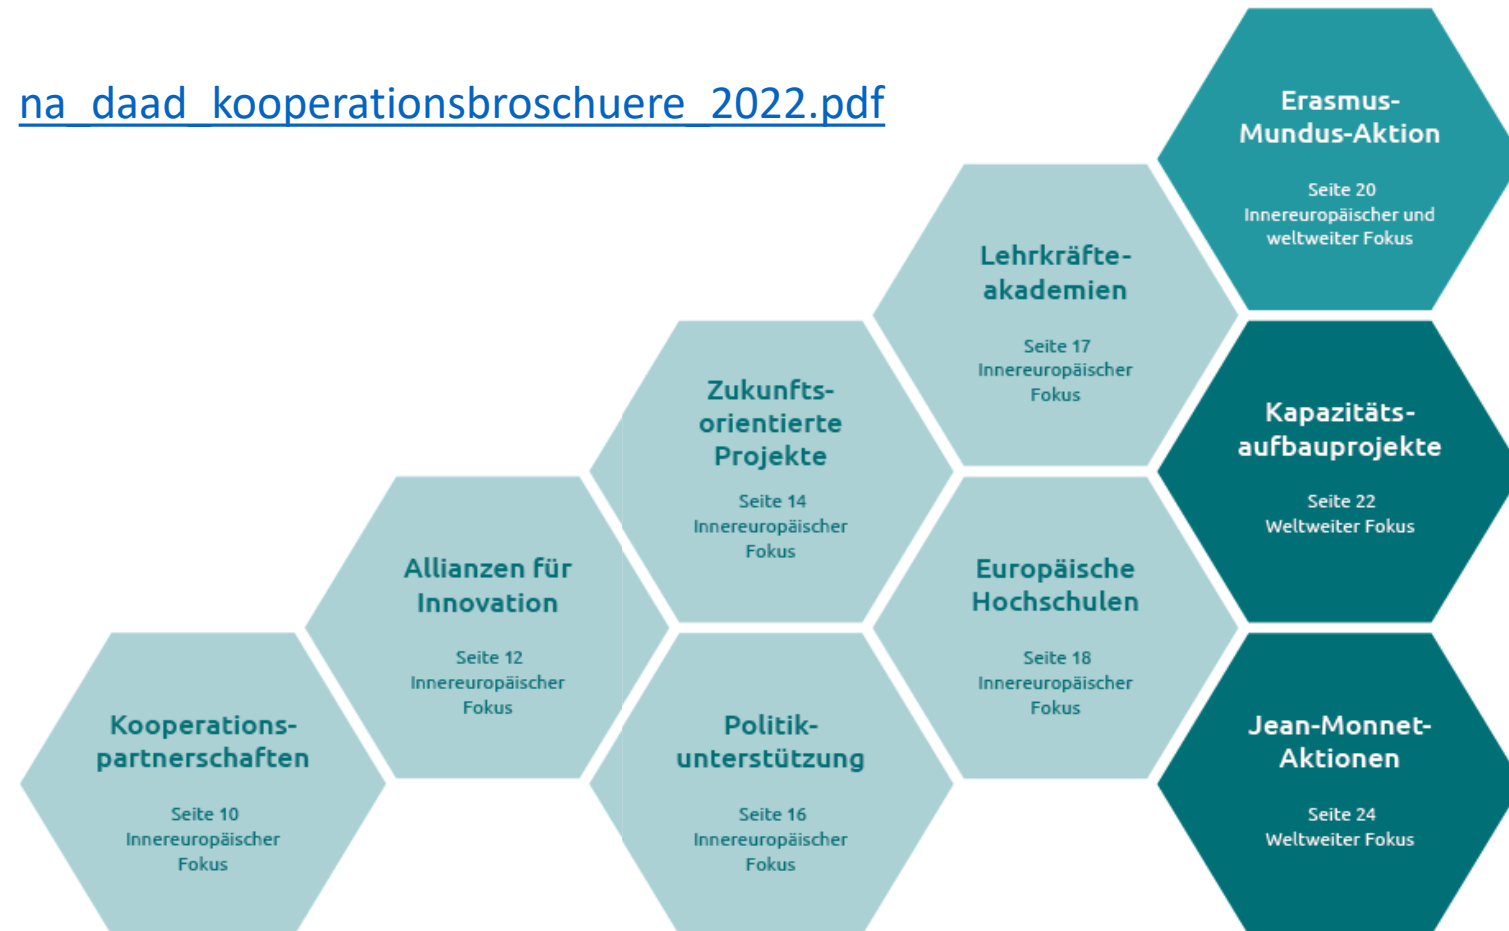 na_daad_kooperationsbroschuere_2022.pdf
Erasmus-
Mundus-Aktion
Seite 20
Innereuropäischer und
weltweiter Fokus
Lehrkräfte-
akademien
Seite 17
Innereuropäischer
Fokus
Zukunfts-
orientierte
Projekte
Seite 14
Innereuropäischer
Fokus
Kapazitäts-
aufbauprojekte
Seite 22
Weltweiter Fokus
Allianzen für
Innovation
Seite 12
Innereuropäischer
Fokus
Europäische
Hochschulen
Seite 18
Innereuropäischer
Fokus
Kooperations-
partnerschaften
Seite 10
Innereuropäischer
Fokus
Politik-
unterstützung
Seite 16
Innereuropäischer
Fokus
Jean-Monnet-
Aktionen
Seite 24
Weltweiter Fokus